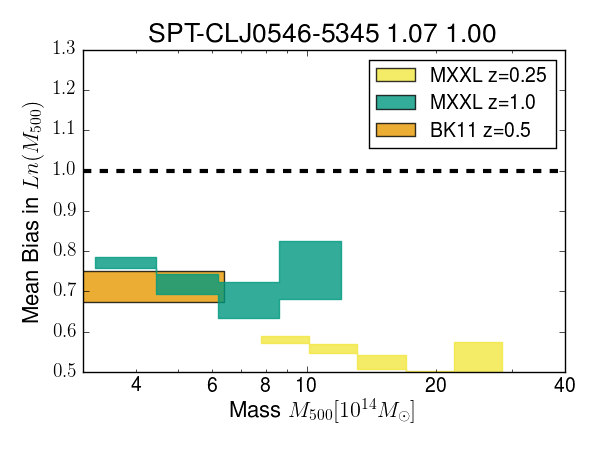 SPT-CLJ0546-5345 1.07 1.00
1.3
1.2
1.1
1.0
0.9
0.8
0.7
0.6
0.5
Mean Bias in Ln(M₅₀₀)
MXXL z=0.25
MXXL z=1.0
BK11 z=0.5
4 6 8 10 20 40
Mass M₅₀₀[10¹⁴M☉]